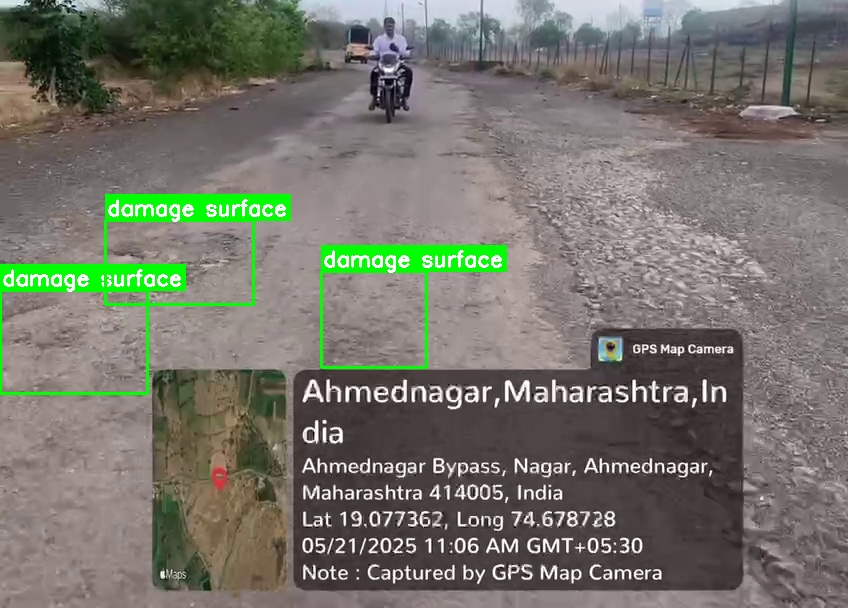 damage surface
damage surface
damage surface
GPS Map Camera
Ahmednagar,Maharashtra,In
dia
Ahmednagar Bypass, Nagar, Ahmednagar,
Maharashtra 414005, India
Lat 19.077362, Long 74.678728
05/21/2025 11:06 AM GMT+05:30
Note : Captured by GPS Map Camera
Maps